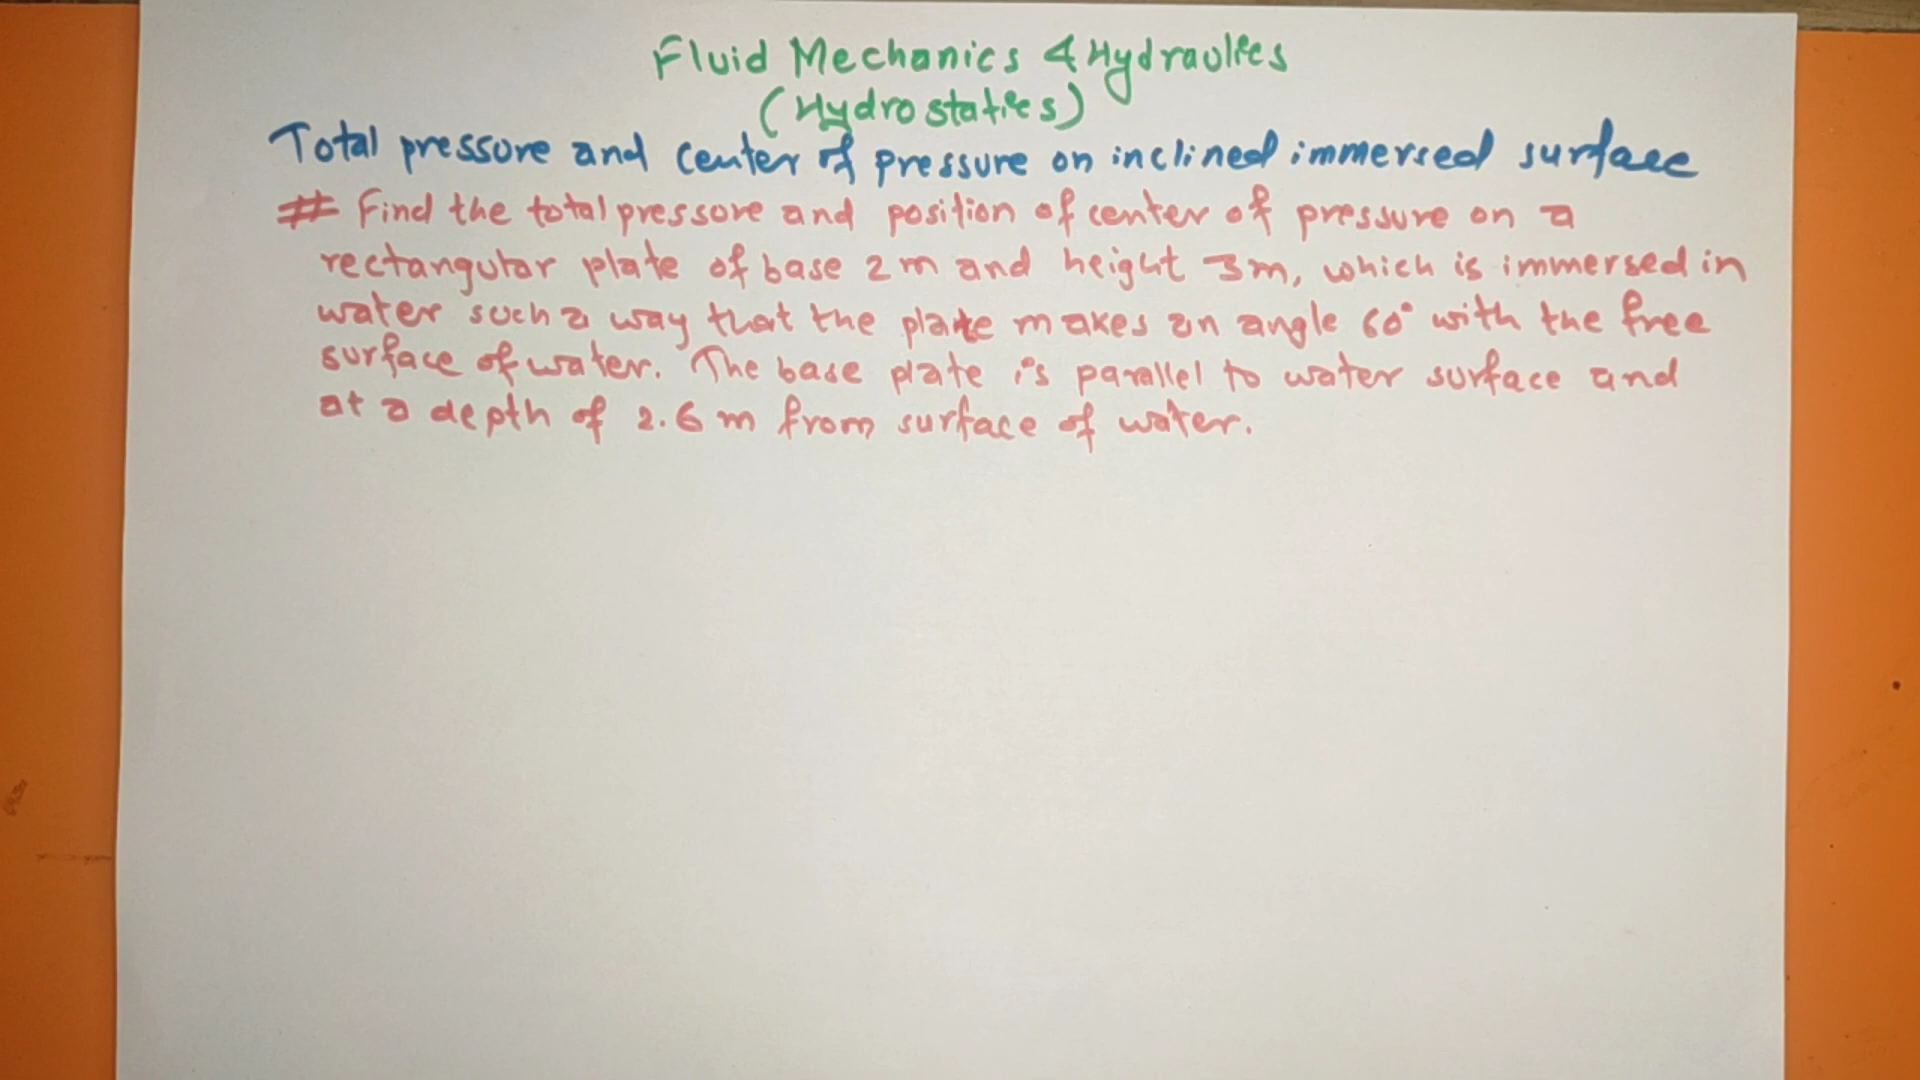 Fluid Mechanics & Hydraulics
(Hydrostatics)
Total pressure and center of pressure on inclined immersed surface
# Find the total pressure and position of center of pressure on a
rectangular plate of base 2m and height 3m, which is immersed in
water such a way that the plate makes an angle 60° with the free
surface of water. The base plate is parallel to water surface and
at a depth of 2.6 m from surface of water.